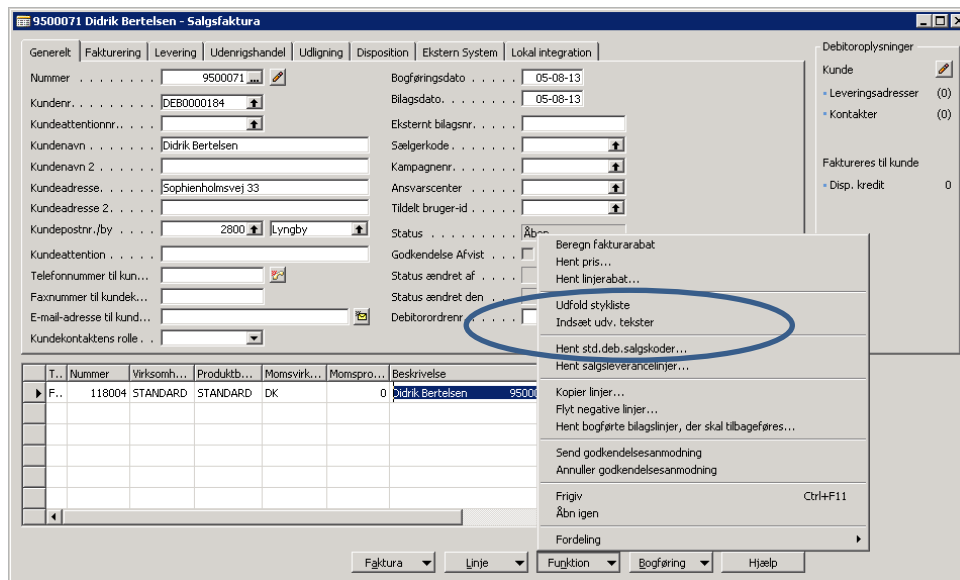 9500071 Didrik Bertelsen - Salgsfaktura
Generelt Fakturering Levering Udenrigshandel Udligning Disposition Ekstern System Lokal integration
Nummer . . . . . . . . 9500071 ...
Kundenr. . . . . . . . . DEB0000184
Kundeattentionnr.. . . . .
Kundenavn . . . . . . . Didrik Bertelsen
Kundenavn 2 . . . . . .
Kundeadresse. . . . . . Sophienholmsvej 33
Kundeadresse 2. . . . .
Kundepostnr./by . . . . 2800 Lyngby
Kundeattention . . . . .
Telefonnummer til kun...
Faxnummer til kundek...
E-mail-adresse til kund...
Kundekontaktens rolle . .
Bogføringsdato . . . . . 05-08-13
Bilagsdato. . . . . . . . 05-08-13
Eksternt bilagsnr. . . . .
Sælgerkode . . . . . . .
Kampagnenr. . . . . . .
Ansvarscenter . . . . .
Tildelt bruger-id . . . . .
Status . . . . . . . . .
Godkendelse Afvist . . .
Status ændret af . . . .
Status ændret den . . .
Debitorordrenr
Debitoroplysninger
Kunde
Leveringsadresser (0)
Kontakter (0)
Faktureres til kunde
Disp. kredit 0
Beregn fakturarabat
Hent pris...
Hent linjerabat...
Udfold stykliste
Indsæt udv. tekster
Hent std.deb.salgskoder...
Hent salgsleverancelinjer...
Kopier linjer...
Flyt negative linjer...
Hent bogførte bilagslinjer, der skal tilbageføres...
Send godkendelsesanmodning
Annuller godkendelsesanmodning
Frigiv Ctrl+F11
Åbn igen
Fordeling
T.. Nummer Virksomh... Produktb... Momsvirk... Momspro... Beskrivelse
F.. 118004 STANDARD STANDARD DK 0 Didrik Bertelsen
Faktura Linje Funktion Bogføring Hjælp